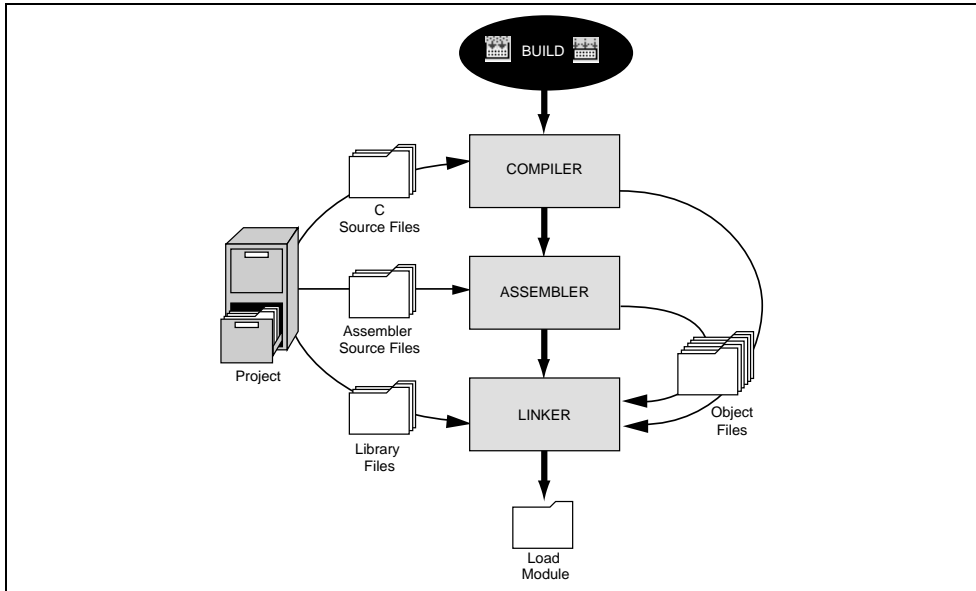 BUILD
COMPILER
C
Source Files
ASSEMBLER
Assembler
Source Files
Project
LINKER
Object
Files
Library
Files
Load
Module